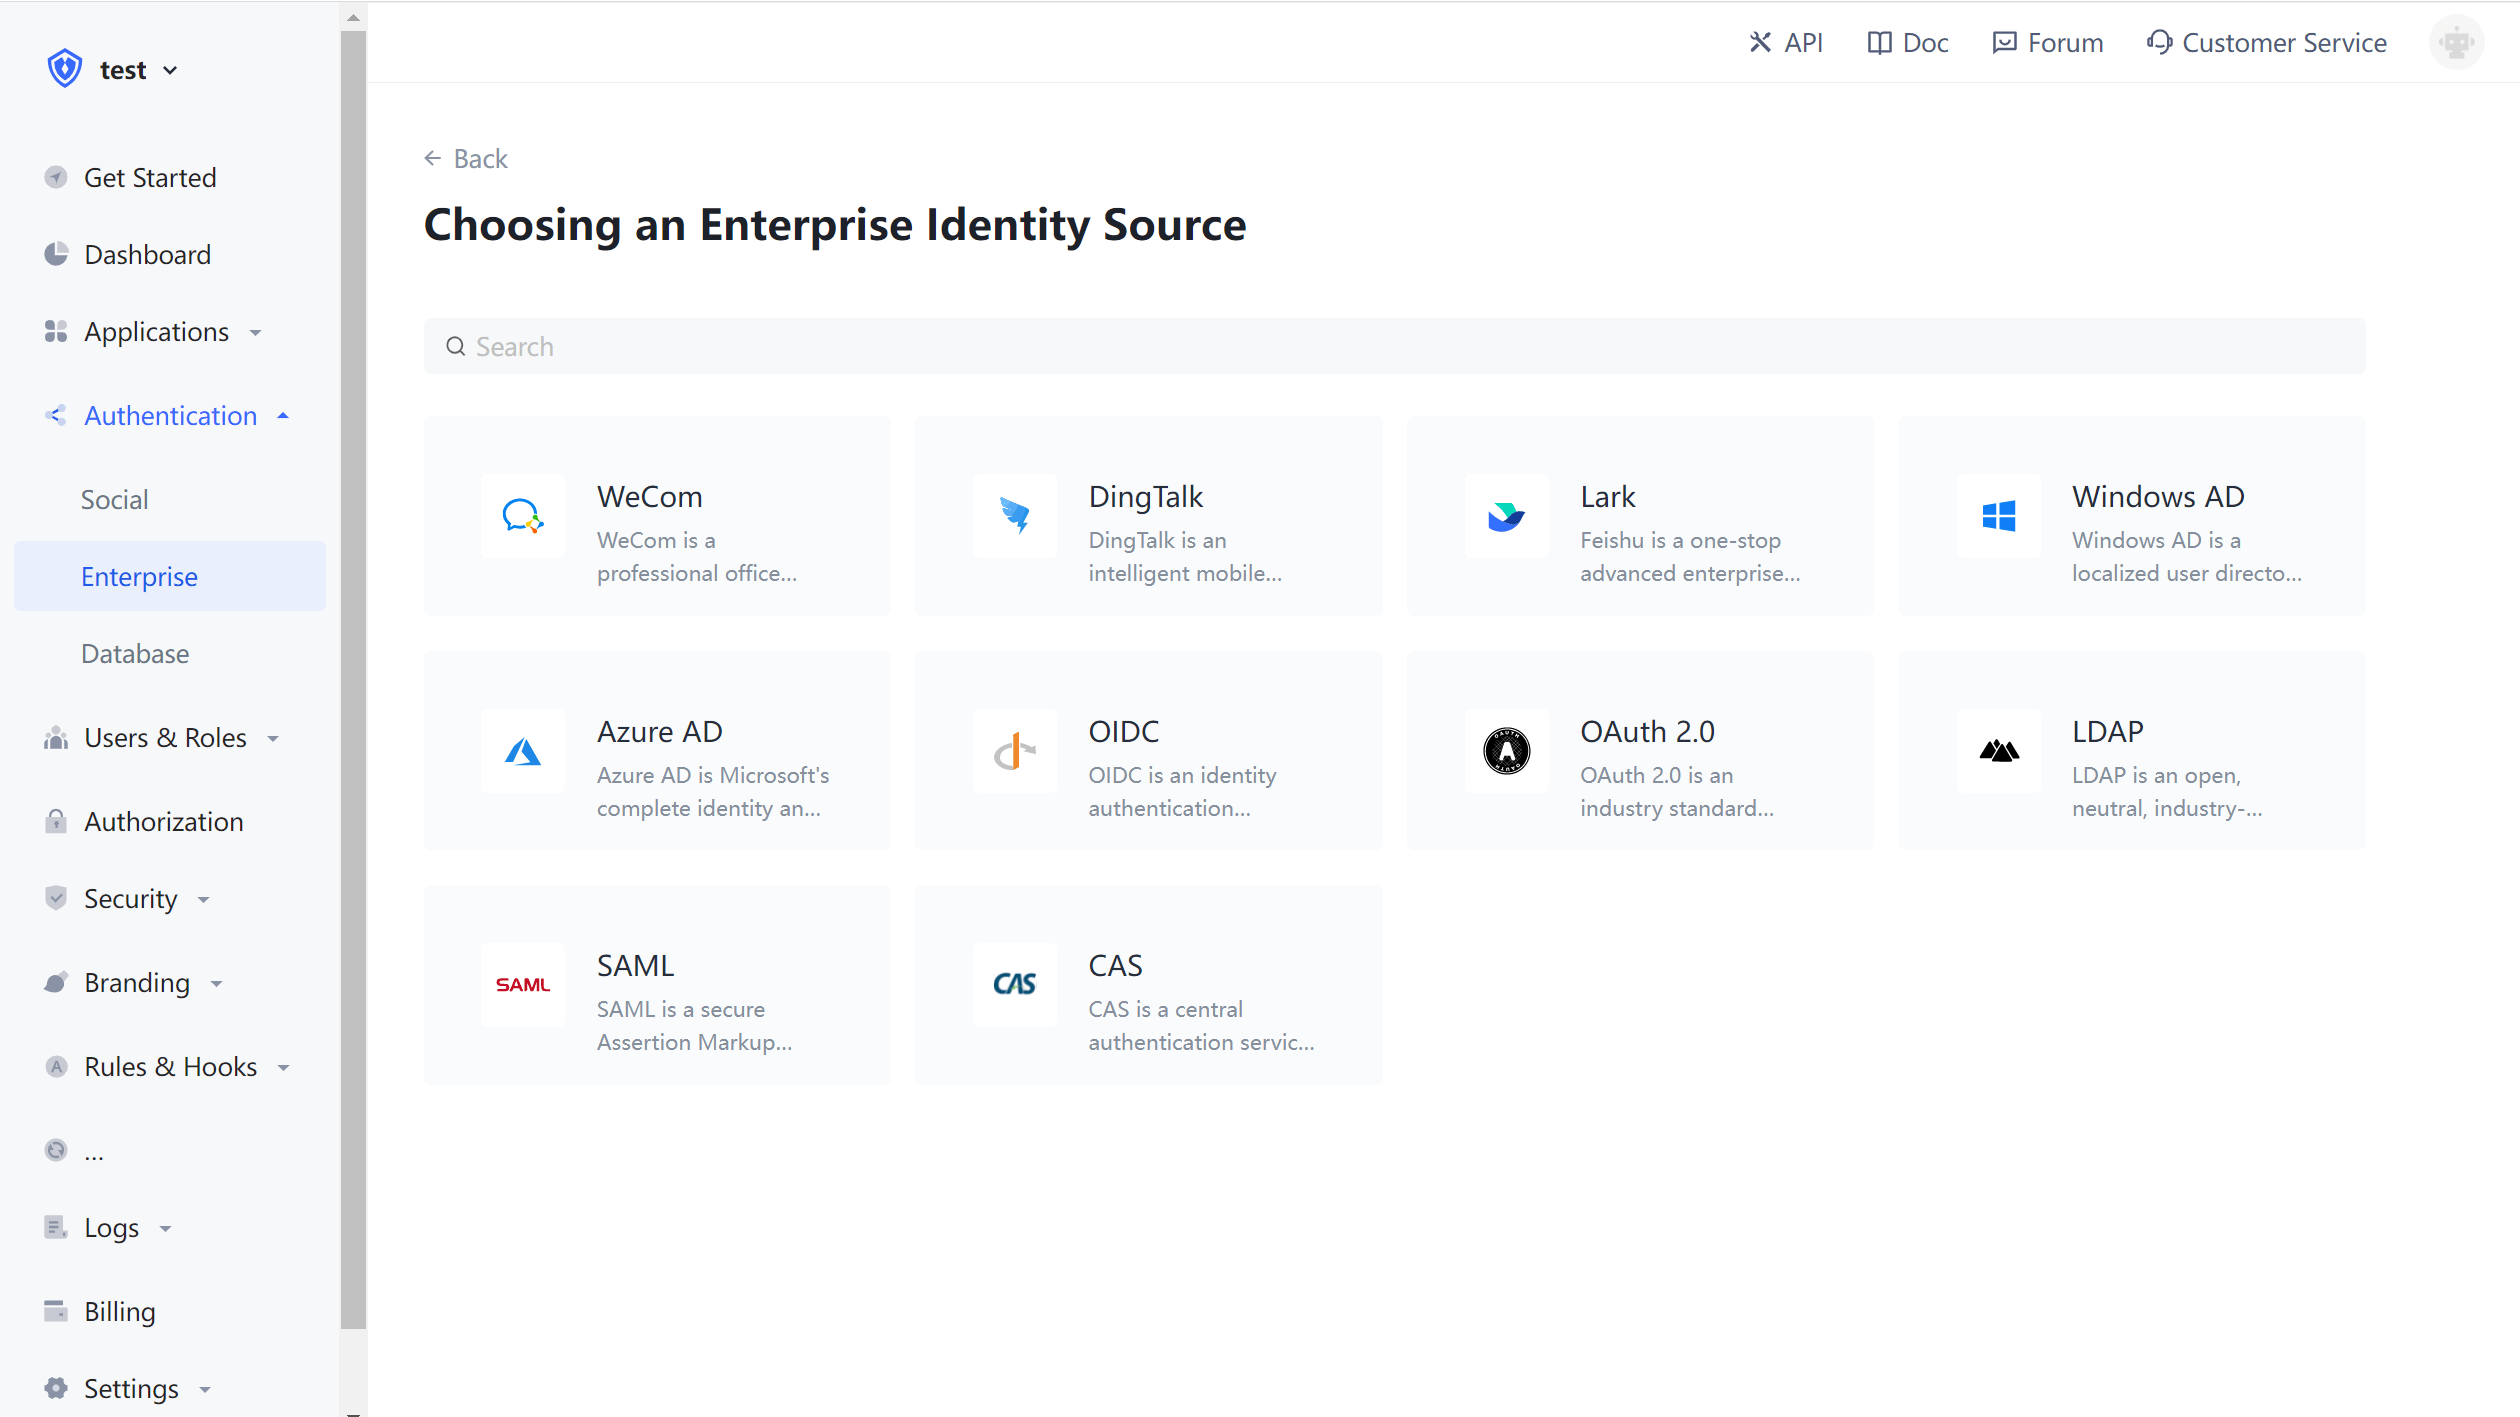 test
API
Doc
Forum
Customer Service
Get Started
Dashboard
Applications
Authentication
Social
Enterprise
Database
Users & Roles
Authorization
Security
Branding
A
Rules & Hooks
...
Logs
Billing
Settings
Back
Choosing an Enterprise Identity Source
Search
WeCom
WeCom is a
professional office...
DingTalk
DingTalk is an
intelligent mobile...
Lark
Feishu is a one-stop
advanced enterprise...
Windows AD
Windows AD is a
localized user directo...
Azure AD
Azure AD is Microsoft's
complete identity an...
OIDC
OIDC is an identity
authentication...
OAUTH
A
OAUTH
OAuth 2.0
OAuth 2.0 is an
industry standard...
LDAP
LDAP is an open,
neutral, industry-...
SAML
SAML
SAML is a secure
Assertion Markup...
CAS
CAS
CAS is a central
authentication servic...